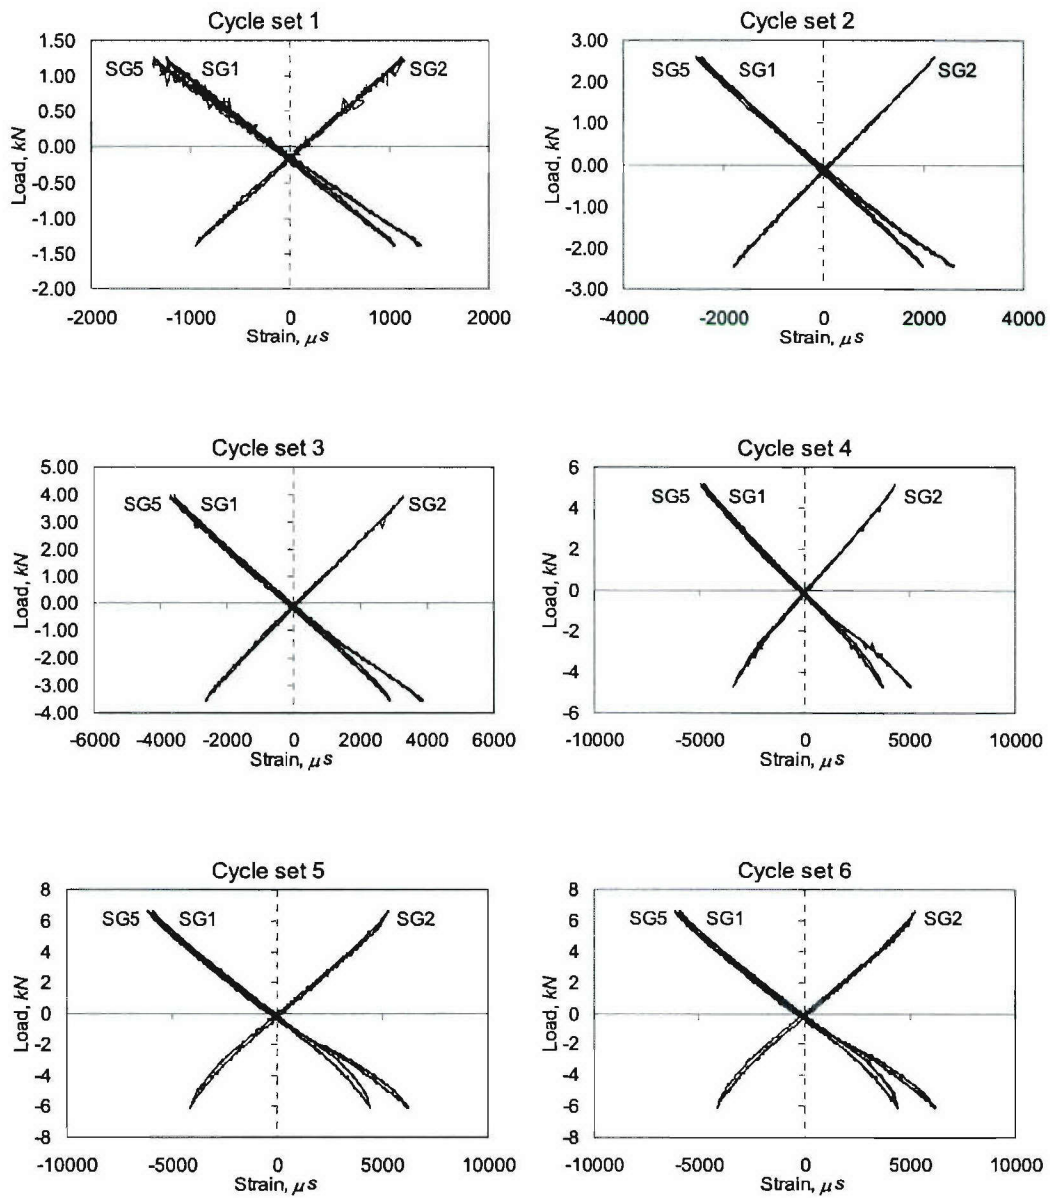 Cycle set 1
1.50
1.00
0.50
0.00
-0.50
-1.00
-1.50
-2.00
Load, kN
SG5 SG1 SG2
-2000 -1000 0 1000 2000
Strain, μs
Cycle set 2
3.00
2.00
1.00
0.00
-1.00
-2.00
-3.00
Load, kN
SG5 SG1 SG2
-4000 -2000 0 2000 4000
Strain, μs
Cycle set 3
5.00
4.00
3.00
2.00
1.00
0.00
-1.00
-2.00
-3.00
-4.00
Load, kN
SG5 SG1 SG2
-6000 -4000 -2000 0 2000 4000 6000
Strain, μs
Cycle set 4
6
4
2
0
-2
-4
-6
Load, kN
SG5 SG1 SG2
-10000 -5000 0 5000 10000
Strain, μs
Cycle set 5
8
6
4
2
0
-2
-4
-6
-8
Load, kN
SG5 SG1 SG2
-10000 -5000 0 5000 10000
Strain, μs
Cycle set 6
8
6
4
2
0
-2
-4
-6
-8
Load, kN
SG5 SG1 SG2
-10000 -5000 0 5000 10000
Strain, μs